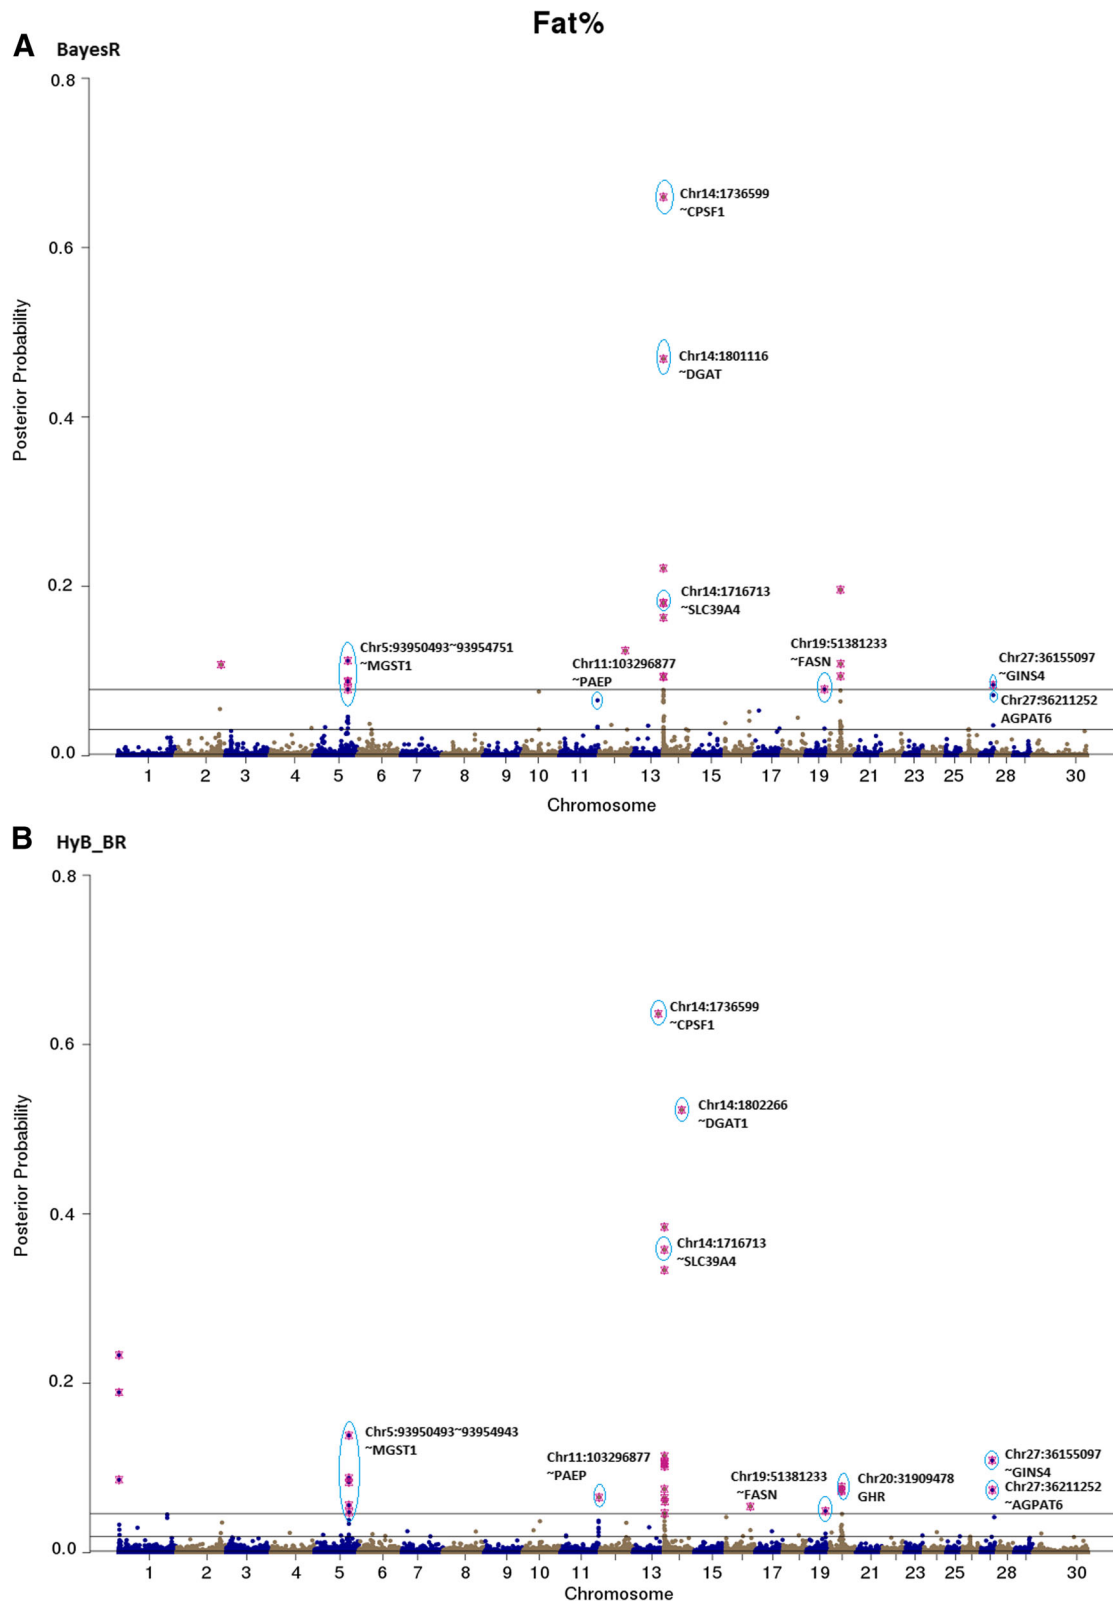 Fat%
A BayesR
0.8
Chr14:1736599
~CPSF1
0.6
Posterior Probability
Chr14:1801116
~DGAT
0.4
0.2
Chr14:1716713
~SLC39A4
Chr5:93950493~93954751
~MGST1
Chr11:103296877
~PAEP
Chr19:51381233
~FASN
Chr27:36155097
~GINS4
Chr27:36211252
AGPAT6
0.0
1 2 3 4 5 6 7 8 9 10 11 13 15 17 19 21 23 25 28 30
Chromosome
B HyB_BR
0.8
Chr14:1736599
~CPSF1
0.6
Posterior Probability
Chr14:1802266
~DGAT1
0.4
Chr14:1716713
~SLC39A4
0.2
Chr5:93950493~93954943
~MGST1
Chr11:103296877
~PAEP
Chr19:51381233
~FASN
Chr20:31909478
GHR
Chr27:36155097
~GINS4
Chr27:36211252
~AGPAT6
0.0
1 2 3 4 5 6 7 8 9 10 11 13 15 17 19 21 23 25 28 30
Chromosome